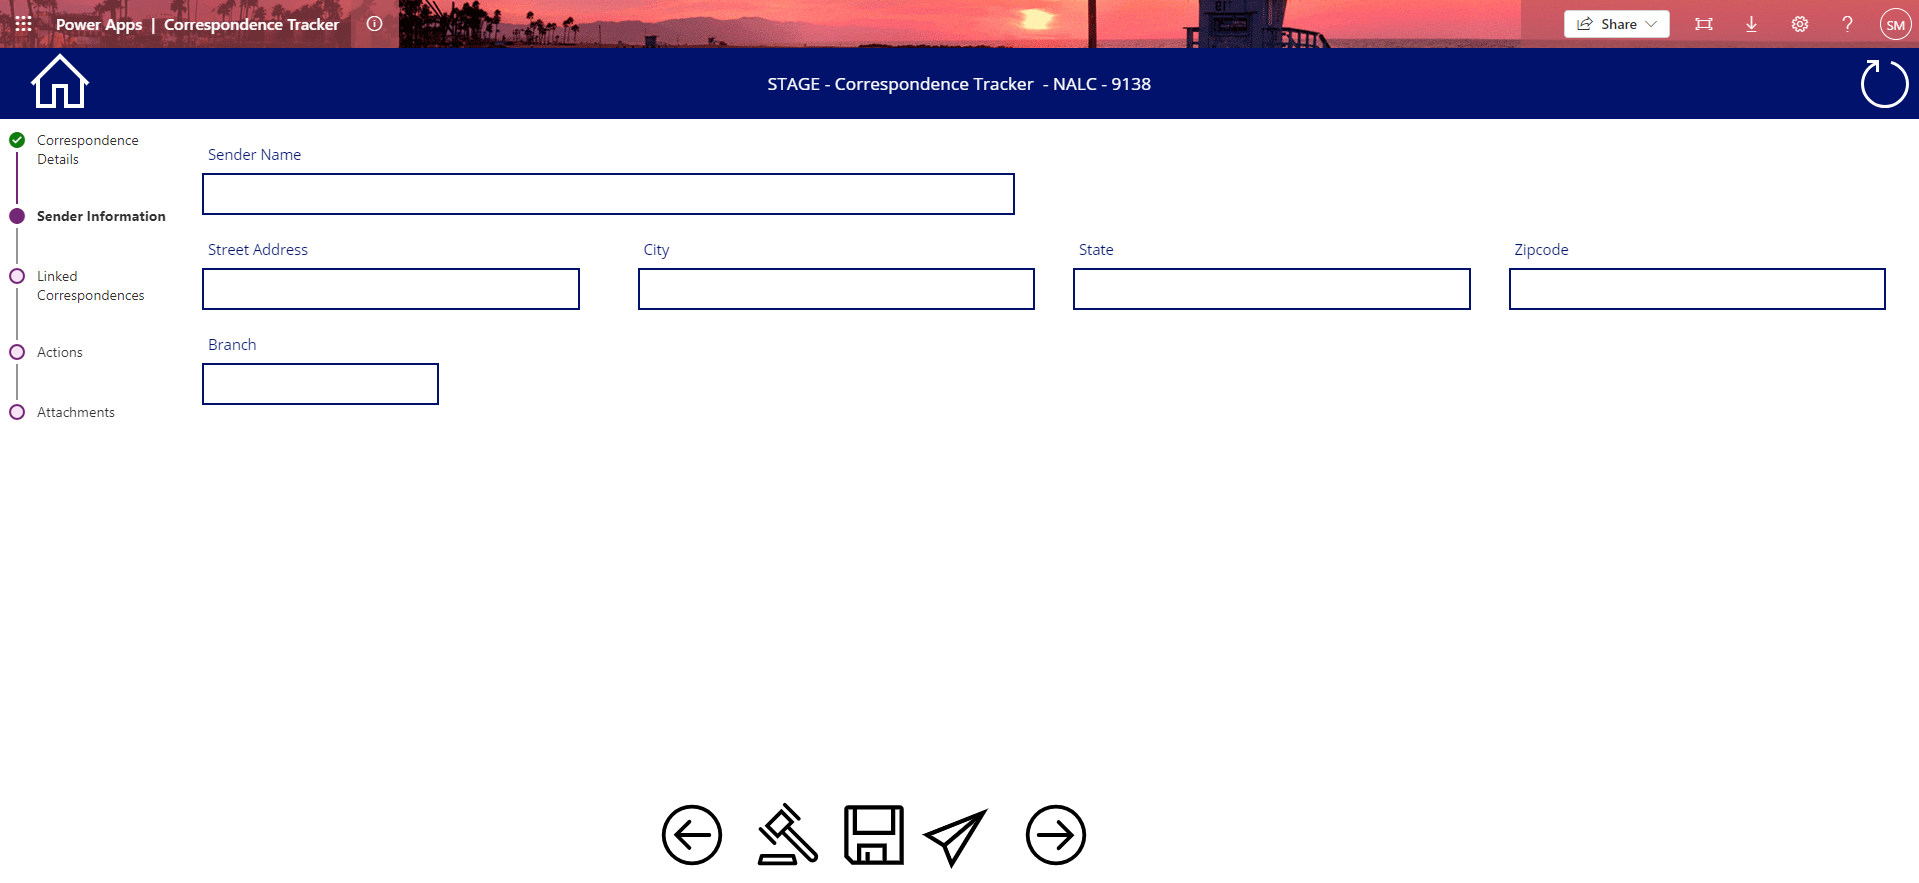 Power Apps | Correspondence Tracker
Share
SM
STAGE - Correspondence Tracker - NALC - 9138
Correspondence
Details
Sender Information
Linked
Correspondences
Actions
Attachments
Sender Name
Street Address
City
State
Zipcode
Branch